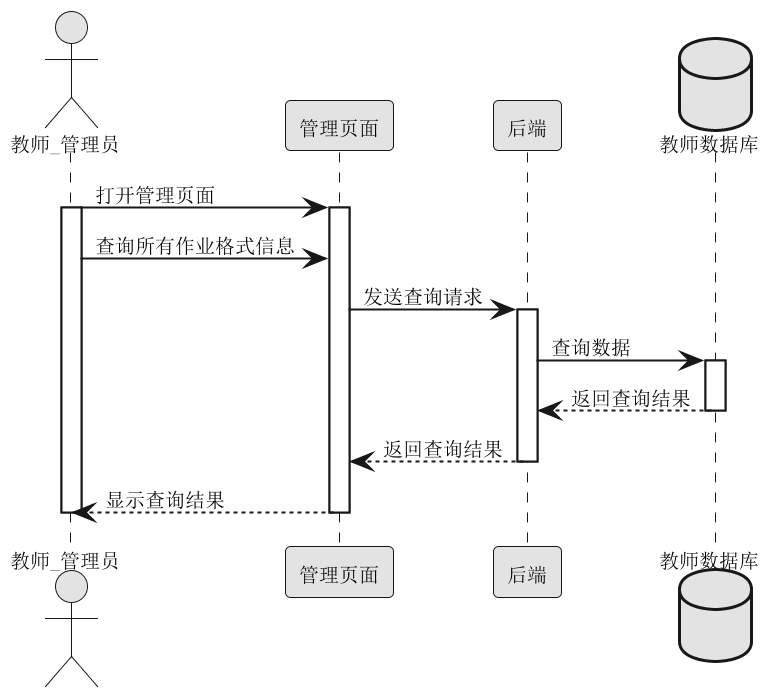 教师_管理员
管理页面
后端
教师数据库
打开管理页面
查询所有作业格式信息
发送查询请求
查询数据
返回查询结果
返回查询结果
显示查询结果
教师_管理员
管理页面
后端
教师数据库